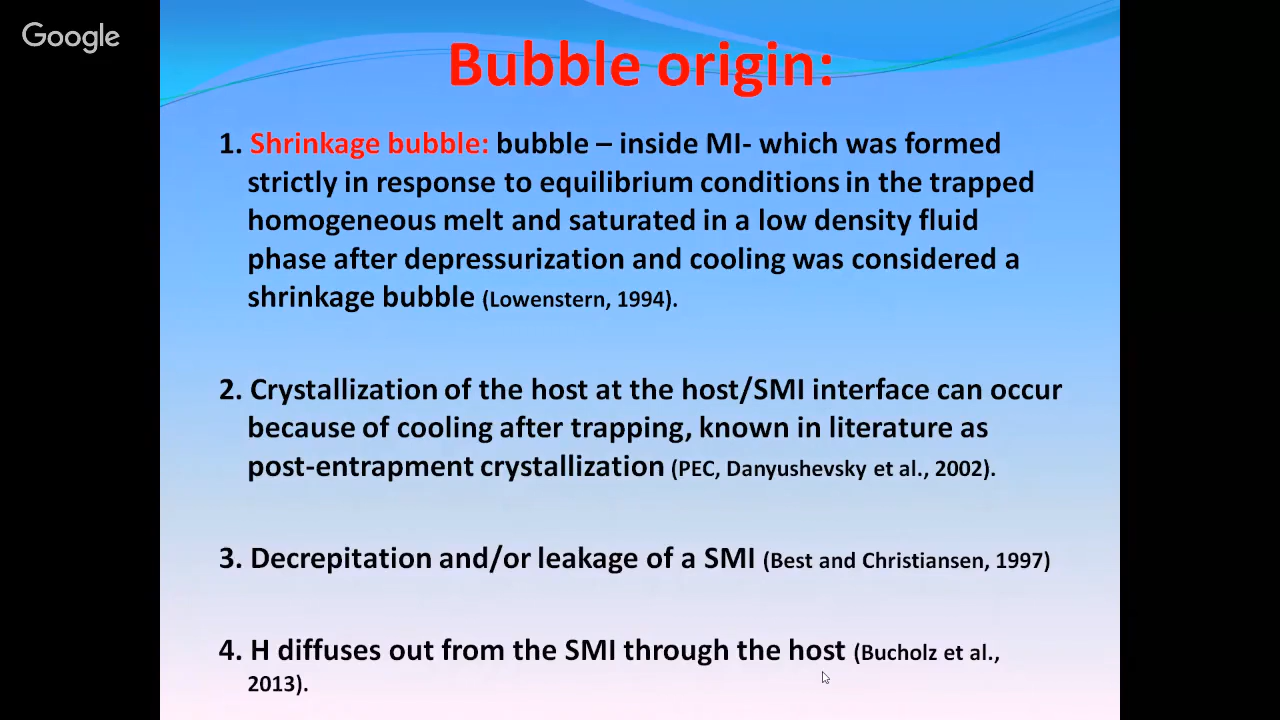 Google
Bubble origin:
1. Shrinkage bubble: bubble – inside MI- which was formed
strictly in response to equilibrium conditions in the trapped
homogeneous melt and saturated in a low density fluid
phase after depressurization and cooling was considered a
shrinkage bubble (Lowenstern, 1994).
2. Crystallization of the host at the host/SMI interface can occur
because of cooling after trapping, known in literature as
post-entrapment crystallization (PEC, Danyushevsky et al., 2002).
3. Decrepitation and/or leakage of a SMI (Best and Christiansen, 1997)
4. H diffuses out from the SMI through the host (Bucholz et al.,
2013).